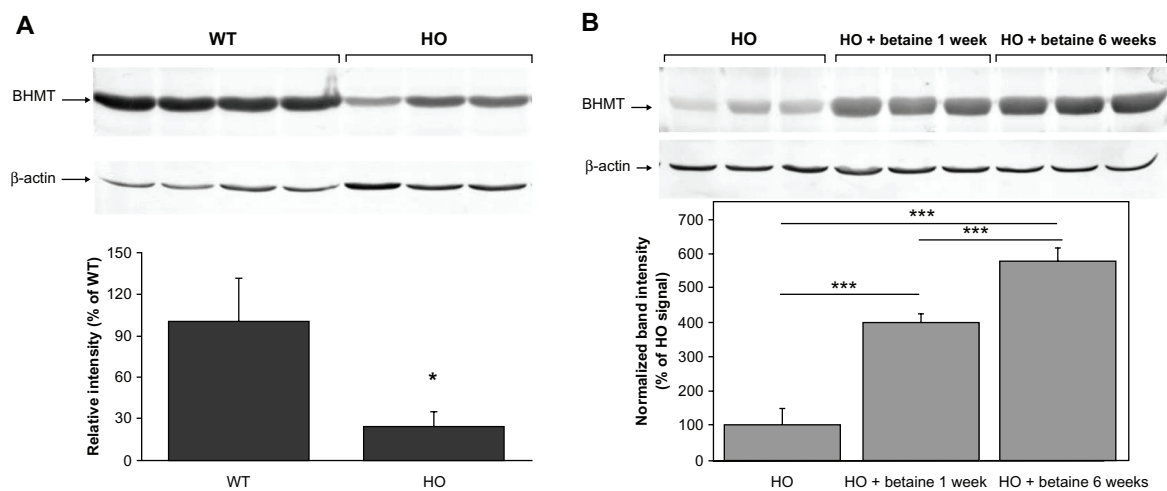 A
WT
HO
BHMT
β-actin
Relative intensity (% of WT)
150
120
90
60
30
0
*
WT
HO
B
HO
HO + betaine 1 week
HO + betaine 6 weeks
BHMT
β-actin
Normalized band intensity
(% of HO signal)
700
600
500
400
300
200
100
0
***
***
***
HO
HO + betaine 1 week
HO + betaine 6 weeks